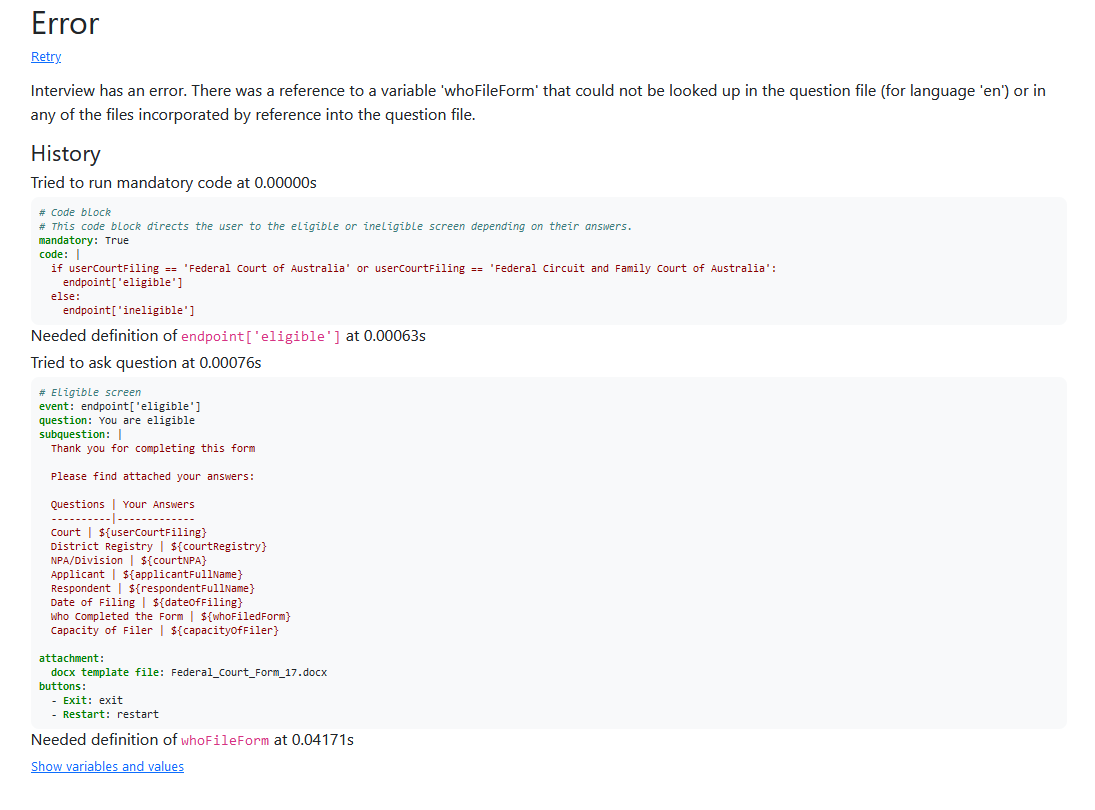 Error
Retry
Interview has an error. There was a reference to a variable 'whoFileForm' that could not be looked up in the question file (for language 'en') or in
any of the files incorporated by reference into the question file.
History
Tried to run mandatory code at 0.00000s
# Code block
# This code block directs the user to the eligible or ineligible screen depending on their answers.
mandatory: True
code: |
  if userCourtFiling == 'Federal Court of Australia' or userCourtFiling == 'Federal Circuit and Family Court of Australia':
    endpoint['eligible']
  else:
    endpoint['ineligible']
Needed definition of endpoint['eligible'] at 0.00063s
Tried to ask question at 0.00076s
# Eligible screen
event: endpoint['eligible']
question: You are eligible
subquestion: |
  Thank you for completing this form
  Please find attached your answers:
  Questions | Your Answers
  ----------|-------------
  Court | ${userCourtFiling}
  District Registry | ${courtRegistry}
  NPA/Division | ${courtNPA}
  Applicant | ${applicantFullName}
  Respondent | ${respondentFullName}
  Date of Filing | ${dateOfFiling}
  Who Completed the Form | ${whoFiledForm}
  Capacity of Filer | ${capacityOfFiler}
attachment:
  docx template file: Federal_Court_Form_17.docx
buttons:
  - Exit: exit
  - Restart: restart
Needed definition of whoFileForm at 0.04171s
Show variables and values